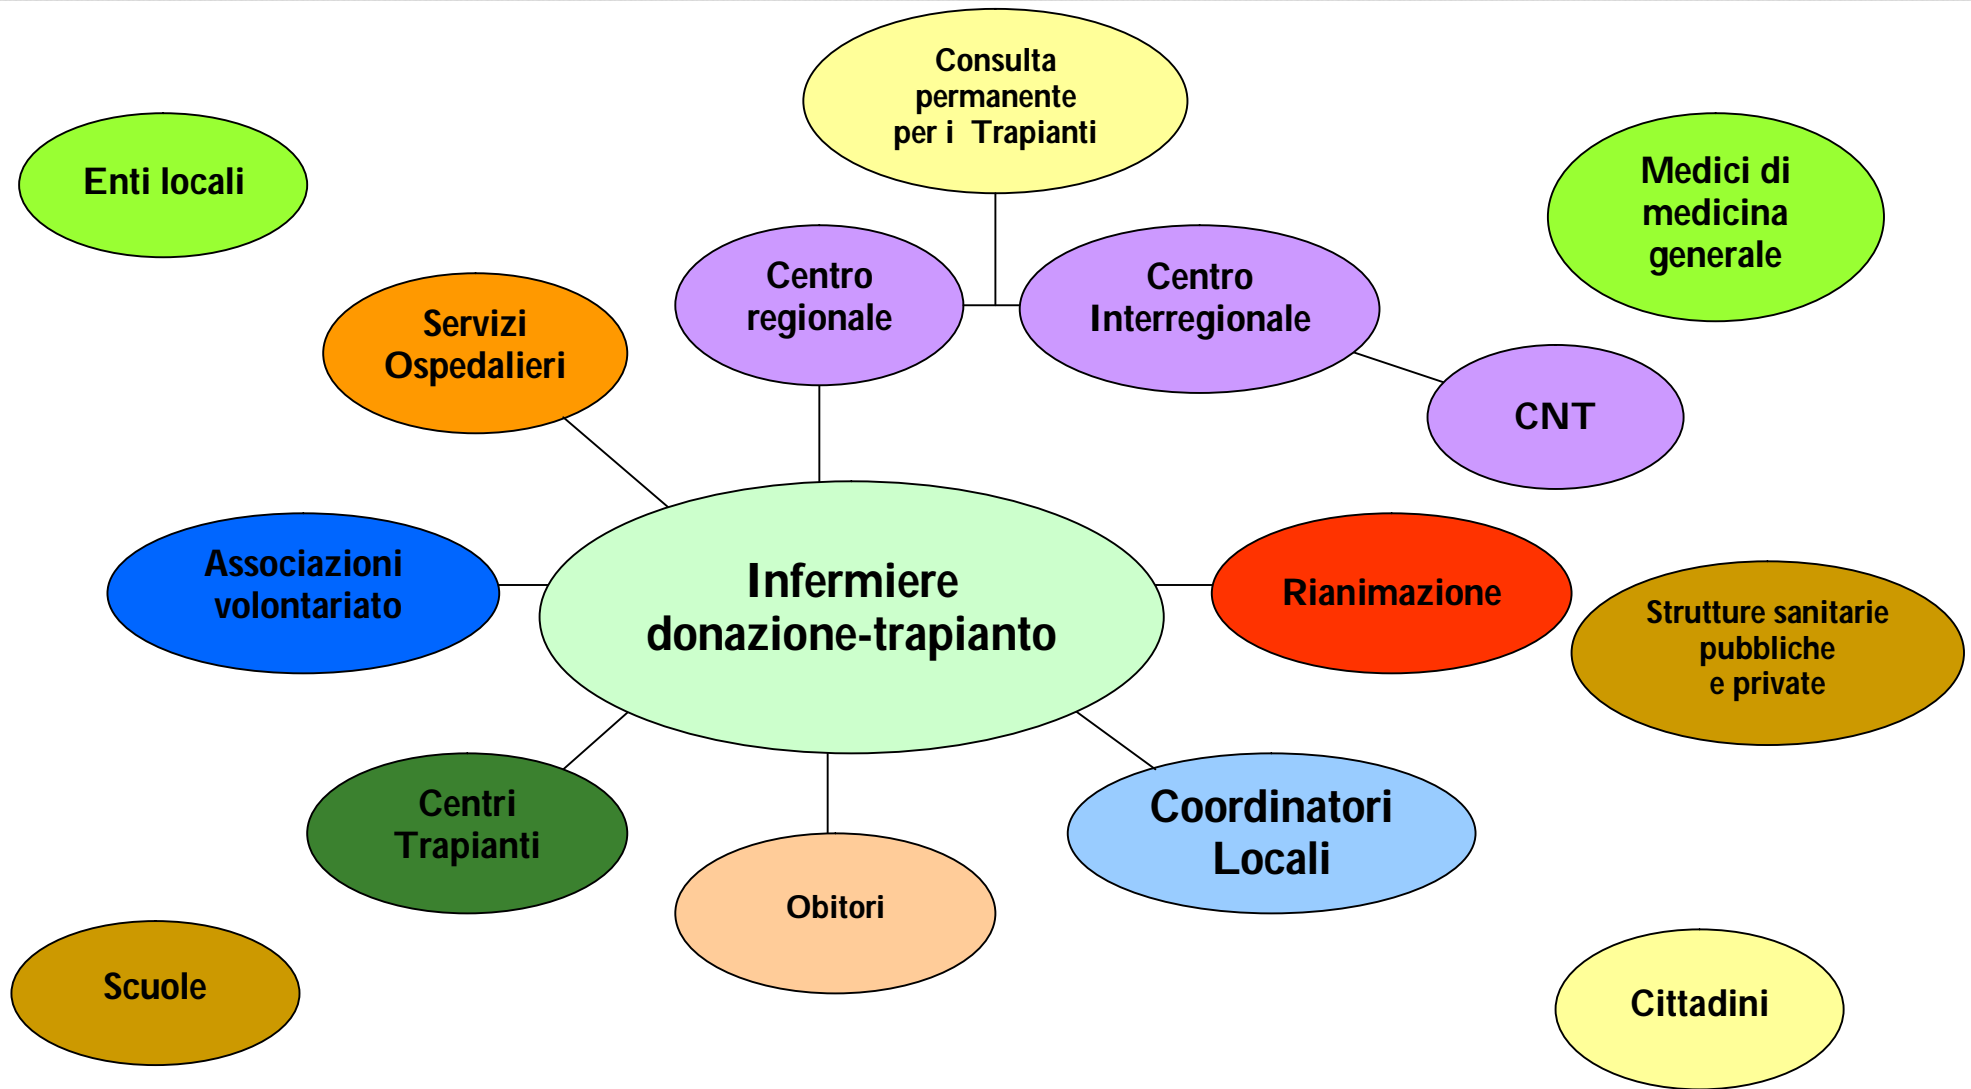 Consulta
permanente
per i Trapianti
Enti locali
Medici di
medicina
generale
Centro
regionale
Centro
Interregionale
Servizi
Ospedalieri
CNT
Associazioni
volontariato
Infermiere
donazione-trapianto
Rianimazione
Strutture sanitarie
pubbliche
e private
Centri
Trapianti
Coordinatori
Locali
Obitori
Scuole
Cittadini